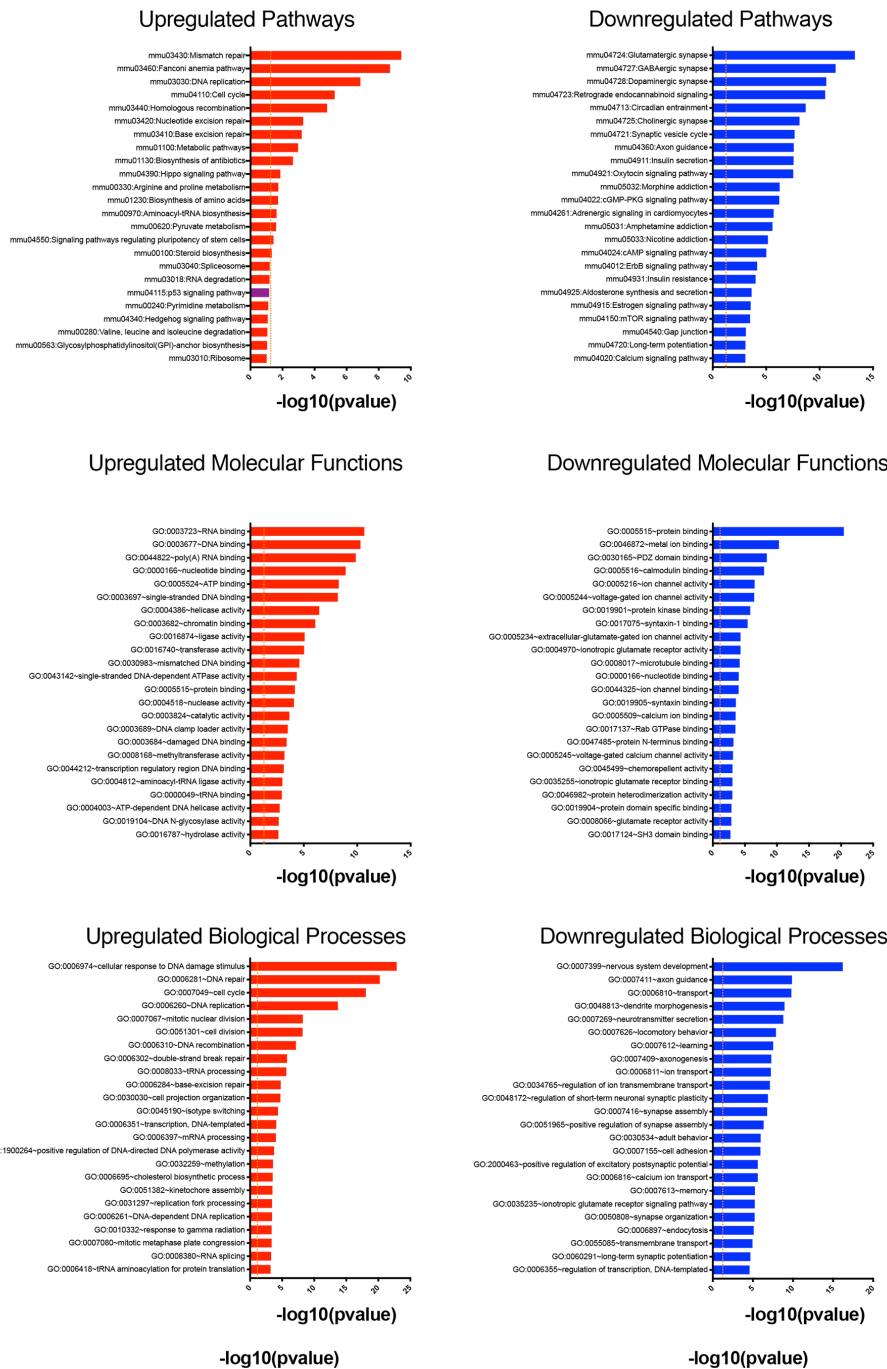 Upregulated Pathways
mmu03430:Mismatch repair
mmu03460:Fanconi anemia pathway
mmu03030:DNA replication
mmu04110:Cell cycle
mmu03440:Homologous recombination
mmu03420:Nucleotide excision repair
mmu03410:Base excision repair
mmu01100:Metabolic pathways
mmu01130:Biosynthesis of antibiotics
mmu04390:Hippo signaling pathway
mmu00330:Arginine and proline metabolism
mmu01230:Biosynthesis of amino acids
mmu00970:Aminoacyl-tRNA biosynthesis
mmu00620:Pyruvate metabolism
mmu04550:Signaling pathways regulating pluripotency of stem cells
mmu00100:Steroid biosynthesis
mmu03040:Spliceosome
mmu03018:RNA degradation
mmu04115:p53 signaling pathway
mmu00240:Pyrimidine metabolism
mmu04340:Hedgehog signaling pathway
mmu00280:Valine, leucine and isoleucine degradation
mmu00563:Glycosylphosphatidylinositol(GPI)-anchor biosynthesis
mmu03010:Ribosome
0 2 4 6 8 10
-log10(pvalue)
Downregulated Pathways
mmu04724:Glutamatergic synapse
mmu04727:GABAergic synapse
mmu04728:Dopaminergic synapse
mmu04723:Retrograde endocannabinoid signaling
mmu04713:Circadian entrainment
mmu04725:Cholinergic synapse
mmu04721:Synaptic vesicle cycle
mmu04360:Axon guidance
mmu04911:Insulin secretion
mmu04921:Oxytocin signaling pathway
mmu05032:Morphine addiction
mmu04022:cGMP-PKG signaling pathway
mmu04261:Adrenergic signaling in cardiomyocytes
mmu05031:Amphetamine addiction
mmu05033:Nicotine addiction
mmu04024:cAMP signaling pathway
mmu04012:ErbB signaling pathway
mmu04931:Insulin resistance
mmu04925:Aldosterone synthesis and secretion
mmu04915:Estrogen signaling pathway
mmu04150:mTOR signaling pathway
mmu04540:Gap junction
mmu04720:Long-term potentiation
mmu04020:Calcium signaling pathway
0 5 10 15
-log10(pvalue)
Upregulated Molecular Functions
GO:0003723~RNA binding
GO:0003677~DNA binding
GO:0044822~poly(A) RNA binding
GO:0000166~nucleotide binding
GO:0005524~ATP binding
GO:0003697~single-stranded DNA binding
GO:0004386~helicase activity
GO:0003682~chromatin binding
GO:0016874~ligase activity
GO:0016740~transferase activity
GO:0030983~mismatched DNA binding
GO:0043142~single-stranded DNA-dependent ATPase activity
GO:0005515~protein binding
GO:0004518~nuclease activity
GO:0003824~catalytic activity
GO:0003689~DNA clamp loader activity
GO:0003684~damaged DNA binding
GO:0008168~methyltransferase activity
GO:0044212~transcription regulatory region DNA binding
GO:0004812~aminoacyl-tRNA ligase activity
GO:0000049~tRNA binding
GO:0004003~ATP-dependent DNA helicase activity
GO:0019104~DNA N-glycosylase activity
GO:0016787~hydrolase activity
0 5 10 15
-log10(pvalue)
Downregulated Molecular Functions
GO:0005515~protein binding
GO:0046872~metal ion binding
GO:0030165~PDZ domain binding
GO:0005516~calmodulin binding
GO:0005216~ion channel activity
GO:0005244~voltage-gated ion channel activity
GO:0019901~protein kinase binding
GO:0017075~syntaxin-1 binding
GO:0005234~extracellular-glutamate-gated ion channel activity
GO:0004970~ionotropic glutamate receptor activity
GO:0008017~microtubule binding
GO:0000166~nucleotide binding
GO:0044325~ion channel binding
GO:0019905~syntaxin binding
GO:0005509~calcium ion binding
GO:0017137~Rab GTPase binding
GO:0047485~protein N-terminus binding
GO:0005245~voltage-gated calcium channel activity
GO:0045499~chemorepellent activity
GO:0035255~ionotropic glutamate receptor binding
GO:0046982~protein heterodimerization activity
GO:0019904~protein domain specific binding
GO:0008066~glutamate receptor activity
GO:0017124~SH3 domain binding
0 5 10 15 20 25
-log10(pvalue)
Upregulated Biological Processes
GO:0006974~cellular response to DNA damage stimulus
GO:0006281~DNA repair
GO:0007049~cell cycle
GO:0006260~DNA replication
GO:0007067~mitotic nuclear division
GO:0051301~cell division
GO:0006310~DNA recombination
GO:0006302~double-strand break repair
GO:0008033~tRNA processing
GO:0006284~base-excision repair
GO:0030030~cell projection organization
GO:0045190~isotype switching
GO:0006351~transcription, DNA-templated
GO:0006397~mRNA processing
:1900264~positive regulation of DNA-directed DNA polymerase activity
GO:0032259~methylation
GO:0006695~cholesterol biosynthetic process
GO:0051382~kinetochore assembly
GO:0031297~replication fork processing
GO:0006261~DNA-dependent DNA replication
GO:0010332~response to gamma radiation
GO:0007080~mitotic metaphase plate congression
GO:0008380~RNA splicing
GO:0006418~tRNA aminoacylation for protein translation
0 5 10 15 20 25
-log10(pvalue)
Downregulated Biological Processes
GO:0007399~nervous system development
GO:0007411~axon guidance
GO:0006810~transport
GO:0048813~dendrite morphogenesis
GO:0007269~neurotransmitter secretion
GO:0007626~locomotory behavior
GO:0007612~learning
GO:0007409~axonogenesis
GO:0006811~ion transport
GO:0034765~regulation of ion transmembrane transport
GO:0048172~regulation of short-term neuronal synaptic plasticity
GO:0007416~synapse assembly
GO:0051965~positive regulation of synapse assembly
GO:0030534~adult behavior
GO:0007155~cell adhesion
GO:2000463~positive regulation of excitatory postsynaptic potential
GO:0006816~calcium ion transport
GO:0007613~memory
GO:0035235~ionotropic glutamate receptor signaling pathway
GO:0050808~synapse organization
GO:0006897~endocytosis
GO:0055085~transmembrane transport
GO:0060291~long-term synaptic potentiation
GO:0006355~regulation of transcription, DNA-templated
0 5 10 15 20
-log10(pvalue)
-log10(pvalue)
-log10(pvalue)